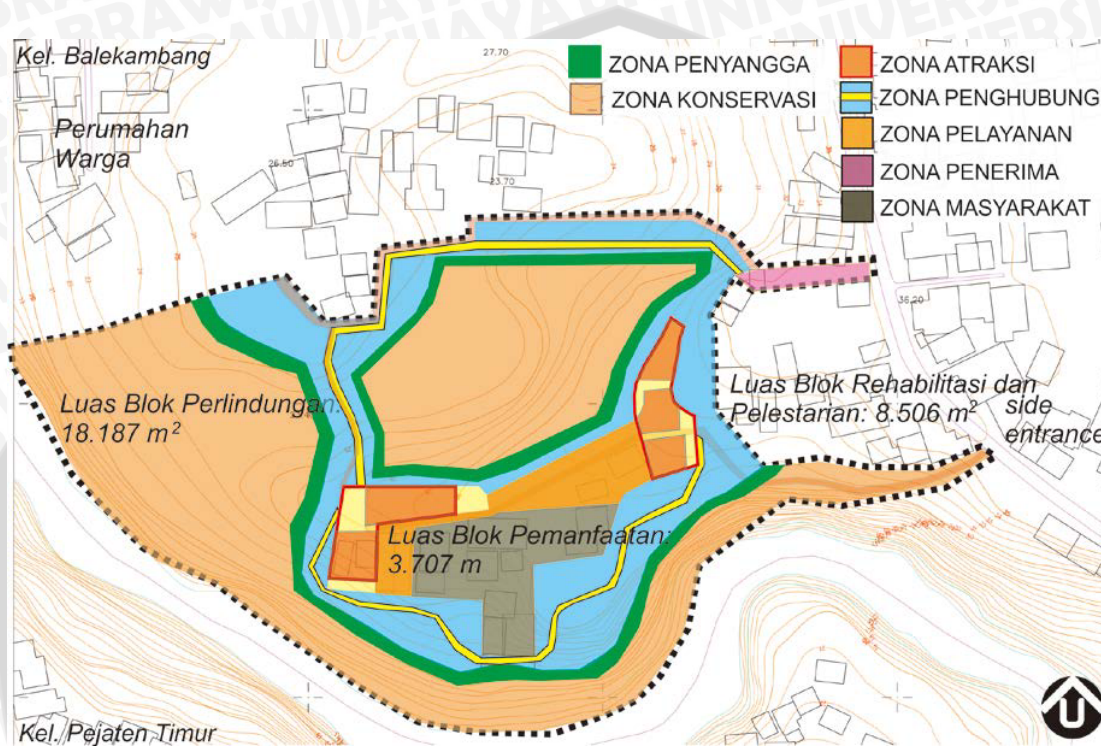 Kel. Balekambang
27.70
ZONA PENYANGGA
ZONA ATRAKSI
ZONA KONSERVASI
ZONA PENGHUBUNG
ZONA PELAYANAN
ZONA PENERIMA
ZONA MASYARAKAT
Perumahan
Warga
26.50
23.70
36.20
Luas Blok Perlindungan:
18.187 m²
Luas Blok Rehabilitasi dan
Pelestarian: 8.506 m²
side
entrance
Luas Blok Pemanfaatan:
3.707 m
Kel. Pejaten Timur
U